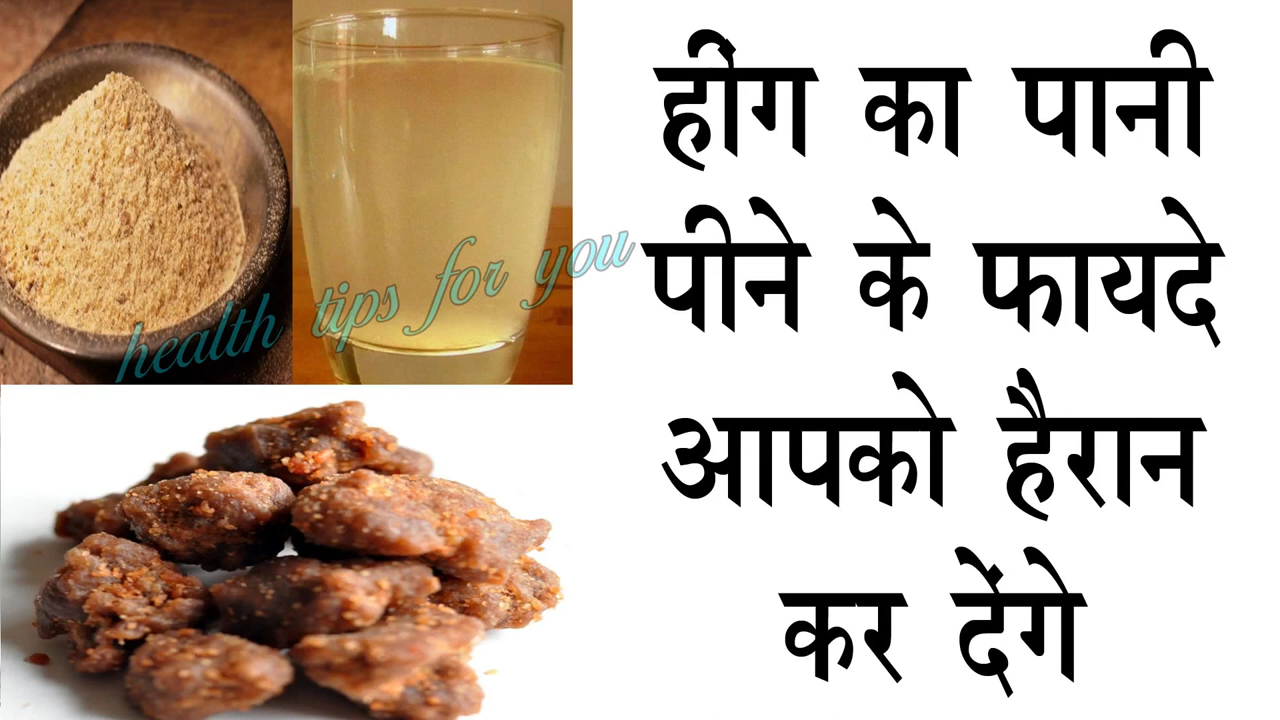 हींग का पानी
पीने के फायदे
आपको हैरान
कर देंगे
health tips for you